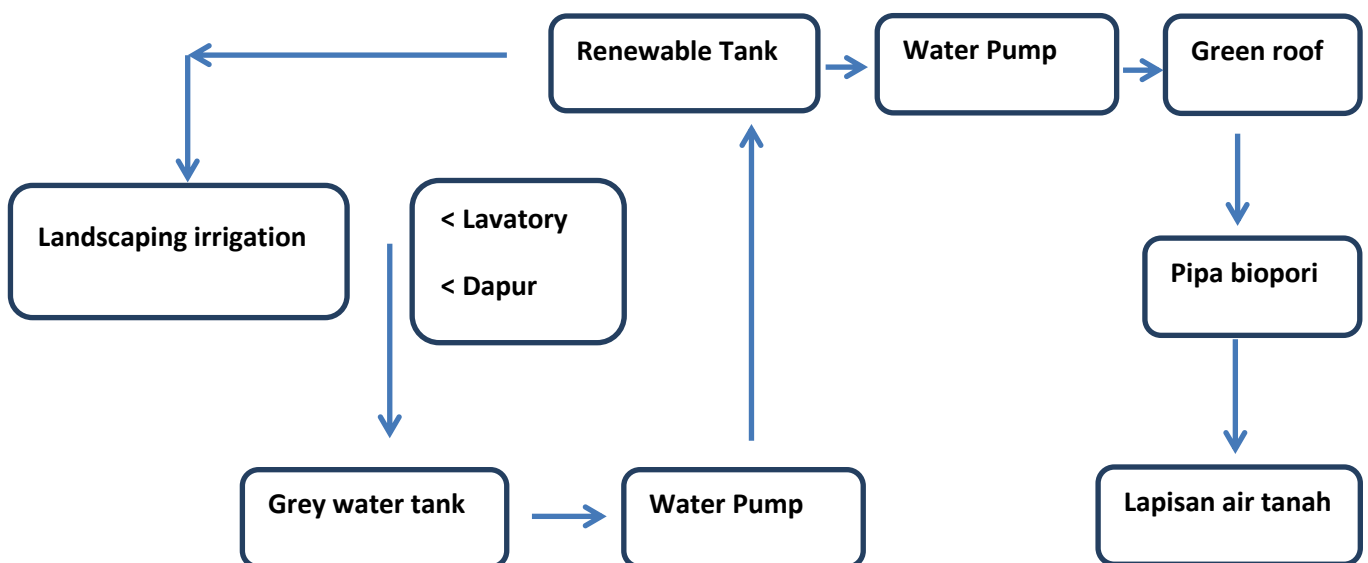 Renewable Tank
Water Pump
Green roof
Landscaping irrigation
< Lavatory
< Dapur
Pipa biopori
Grey water tank
Water Pump
Lapisan air tanah